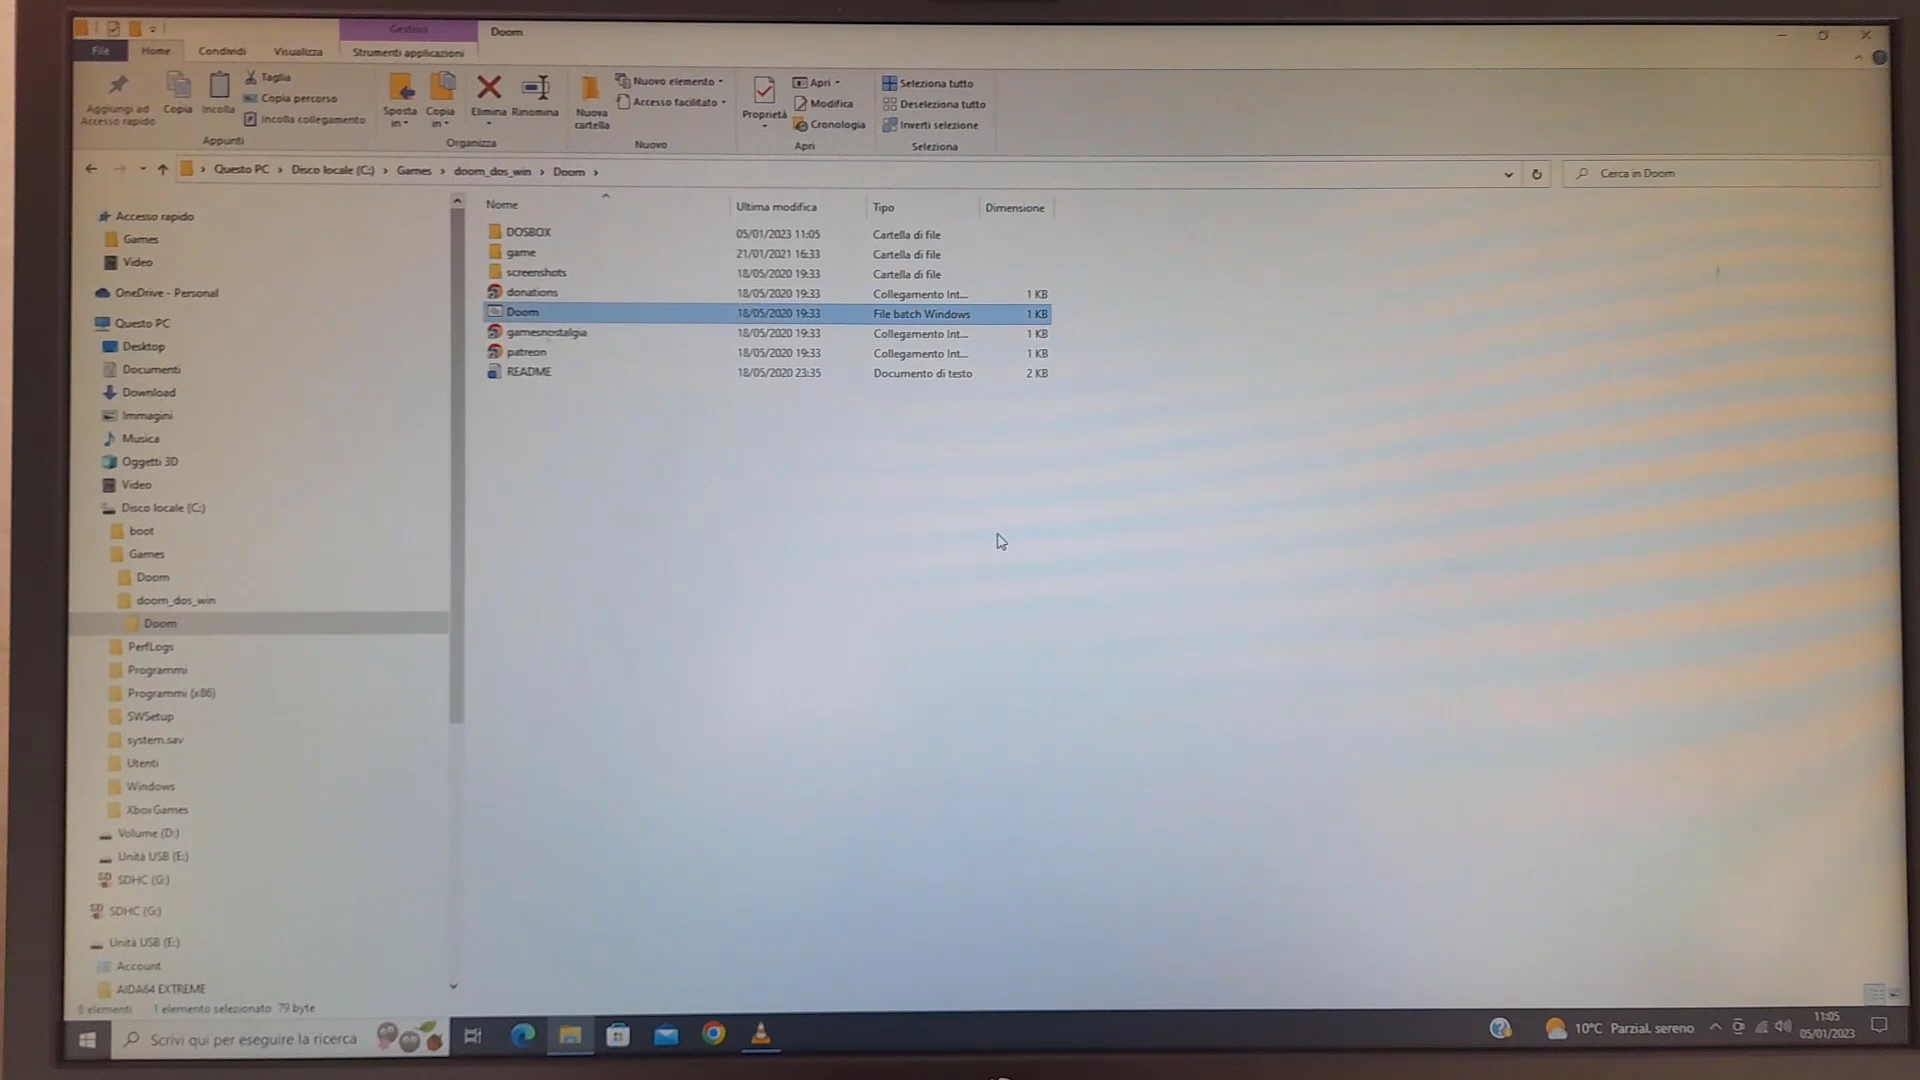 Gestisci
Doom
File
Home
Condividi
Visualizza
Strumenti applicazioni
Aggiungi ad
Accesso rapido
Copia
Incolla
Taglia
Copia percorso
Incolla collegamento
Appunti
Sposta
in
Copia
in
Elimina
Rinomina
Organizza
Nuova
cartella
Nuovo elemento
Accesso facilitato
Nuovo
Proprietà
Apri
Modifica
Cronologia
Apri
Seleziona tutto
Deseleziona tutto
Inverti selezione
Seleziona
Questo PC > Disco locale (C:) > Games > doom_dos_win > Doom >
Cerca in Doom
Nome Ultima modifica Tipo Dimensione
DOSBOX 05/01/2023 11:05 Cartella di file
game 21/01/2021 16:33 Cartella di file
screenshots 18/05/2020 19:33 Cartella di file
donations 18/05/2020 19:33 Collegamento Int... 1 KB
Doom 18/05/2020 19:33 File batch Windows 1 KB
gamesnostalgia 18/05/2020 19:33 Collegamento Int... 1 KB
patreon 18/05/2020 19:33 Collegamento Int... 1 KB
README 18/05/2020 23:35 Documento di testo 2 KB
Accesso rapido
Games
Video
OneDrive - Personal
Questo PC
Desktop
Documenti
Download
Immagini
Musica
Oggetti 3D
Video
Disco locale (C:)
boot
Games
Doom
doom_dos_win
Doom
PerfLogs
Programmi
Programmi (x86)
SWSetup
system.sav
Utenti
Windows
XboxGames
Volume (D:)
Unità USB (E:)
SD SDHC (G:)
SD SDHC (G:)
Unità USB (E:)
Account
AIDA64 EXTREME
8 elementi 1 elemento selezionato 79 byte
Scrivi qui per eseguire la ricerca
10°C Parzial. sereno
11:05
05/01/2023